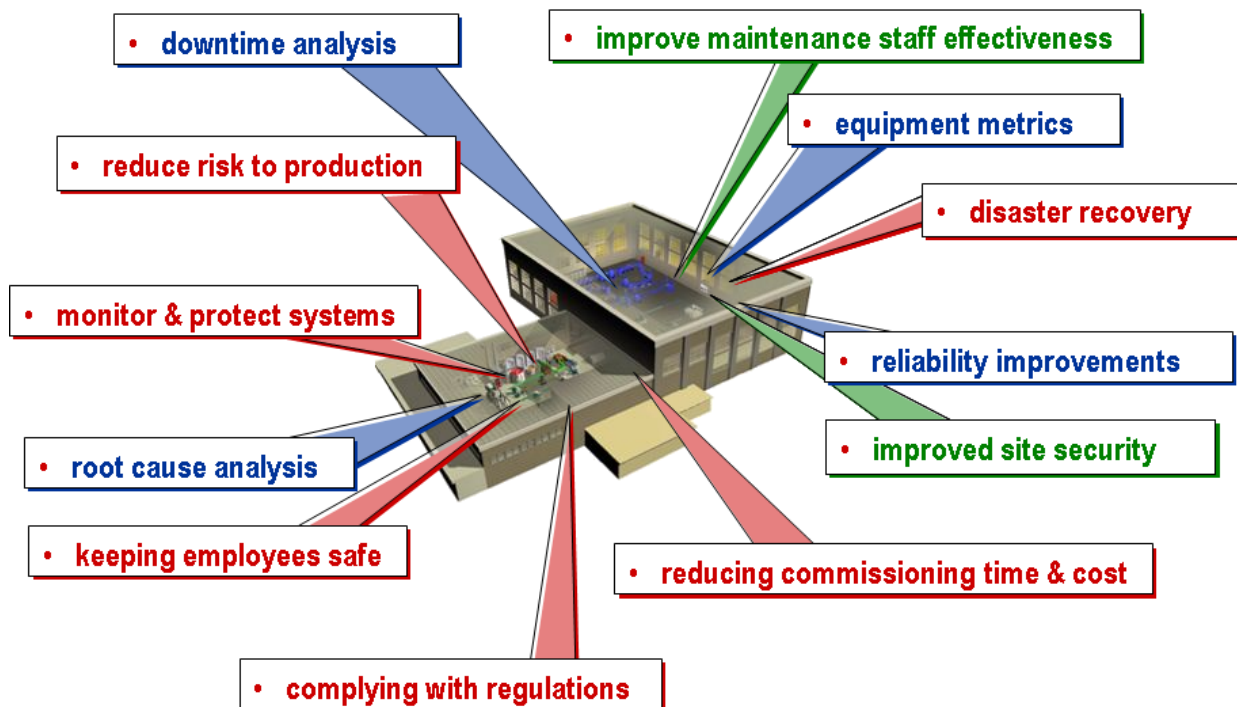 • downtime analysis
• improve maintenance staff effectiveness
• equipment metrics
• reduce risk to production
• disaster recovery
• monitor & protect systems
• reliability improvements
• improved site security
• root cause analysis
• keeping employees safe
• reducing commissioning time & cost
• complying with regulations